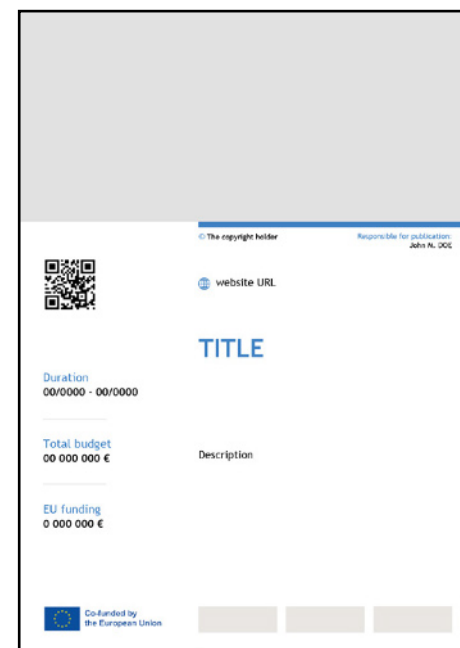 © The copyright holder
Responsible for publication:
John N. DOE
website URL
TITLE
Duration
00/0000 - 00/0000
Total budget
00 000 000 €
Description
EU funding
0 000 000 €
Co-funded by
the European Union